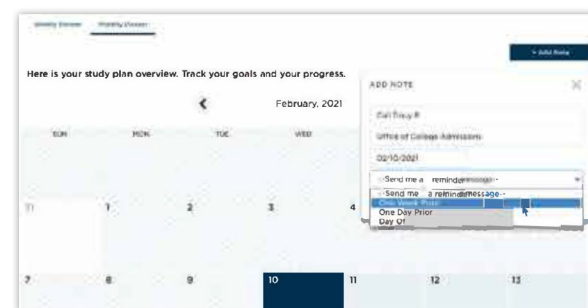 Weekly Planner Monthly Planner
+ Add Note
Here is your study plan overview. Track your goals and your progress.
February, 2021
SUN MON TUE WED
31 1 2 3 4
7 8 9 10 11 12 13
ADD NOTE
Call Tracy R
Office of College Admissions
02/10/2021
--Send me a reminder message--
--Send me a reminder message--
One Week Prior
One Day Prior
Day Of